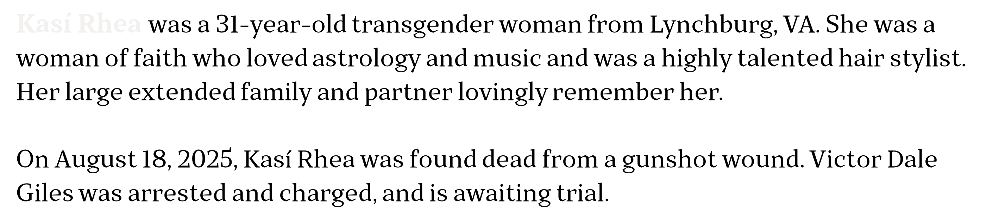 Kasí Rhea was a 31-year-old transgender woman from Lynchburg, VA. She was a
woman of faith who loved astrology and music and was a highly talented hair stylist.
Her large extended family and partner lovingly remember her.
On August 18, 2025, Kasí Rhea was found dead from a gunshot wound. Victor Dale
Giles was arrested and charged, and is awaiting trial.